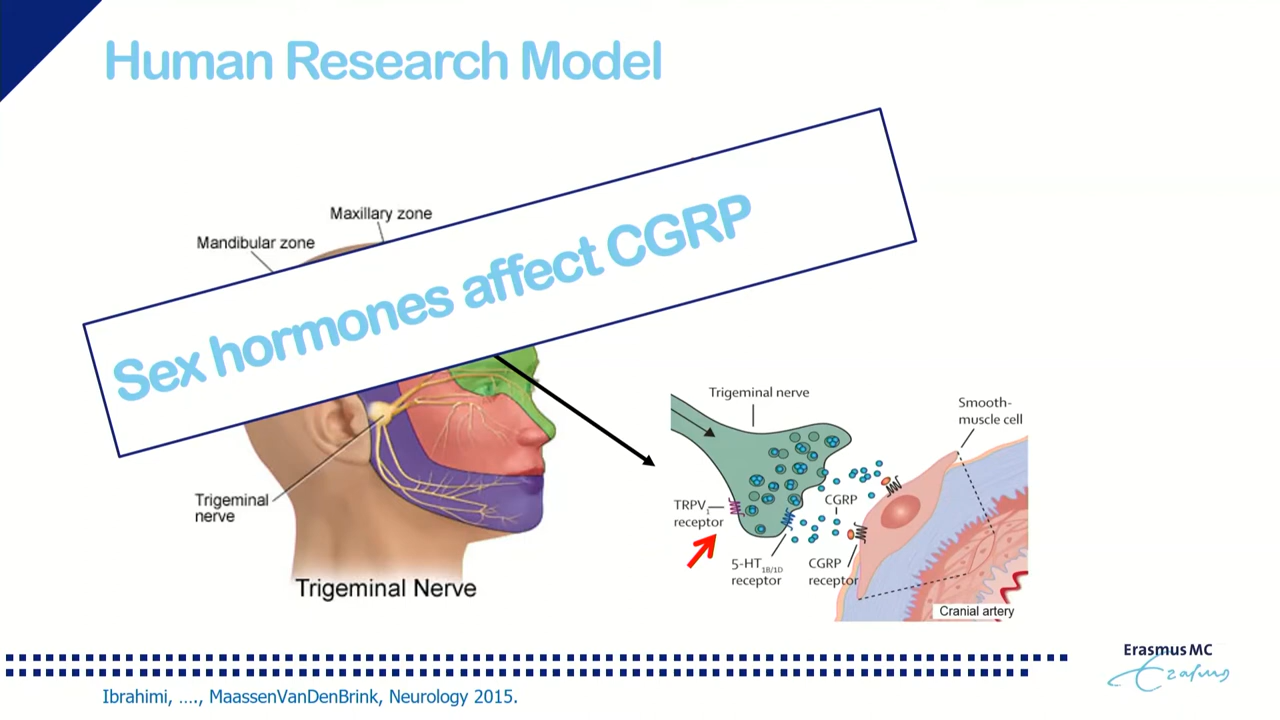 Human Research Model
Maxillary zone
Mandibular zone
Sex hormones affect CGRP
Trigeminal
nerve
Trigeminal Nerve
Trigeminal nerve
Smooth-
muscle cell
TRPV1
receptor
CGRP
5-HT1B/1D
receptor
CGRP
receptor
Cranial artery
Erasmus MC
Erasmus
Ibrahimi, …., MaassenVanDenBrink, Neurology 2015.